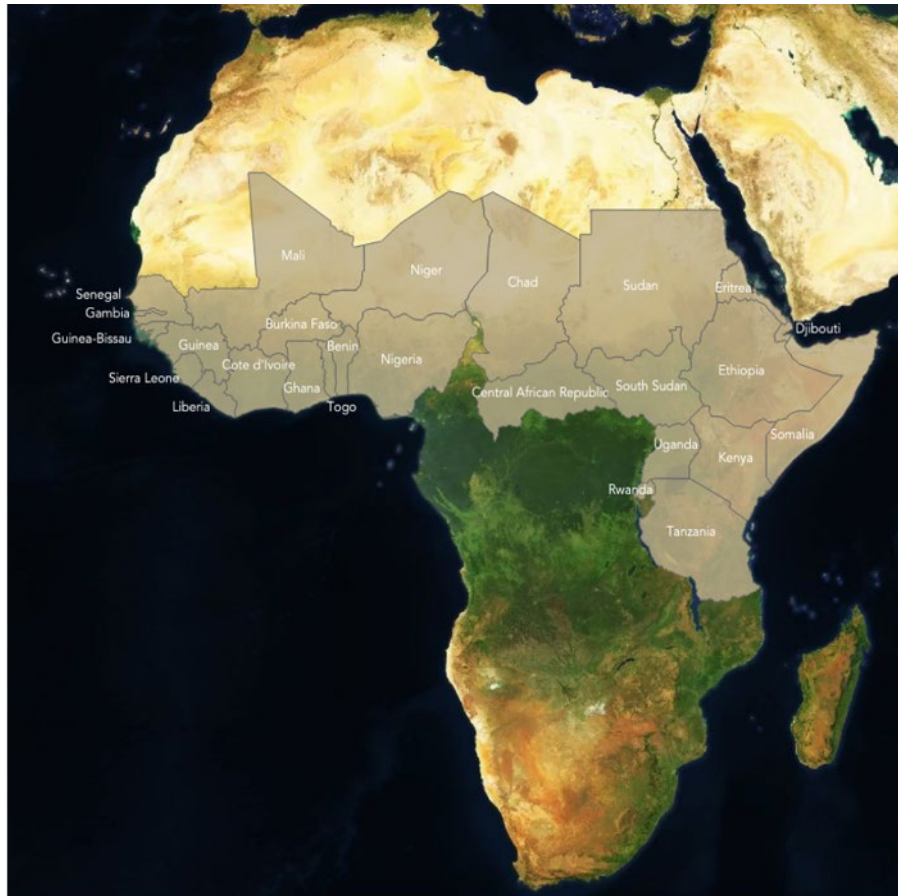 Mali
Niger
Chad
Sudan
Eritrea
Senegal
Gambia
Guinea-Bissau
Guinea
Burkina Faso
Benin
Nigeria
Djibouti
Cote d'Ivoire
Ethiopia
Sierra Leone
Ghana
Central African Republic
South Sudan
Liberia
Togo
Uganda
Kenya
Somalia
Rwanda
Tanzania